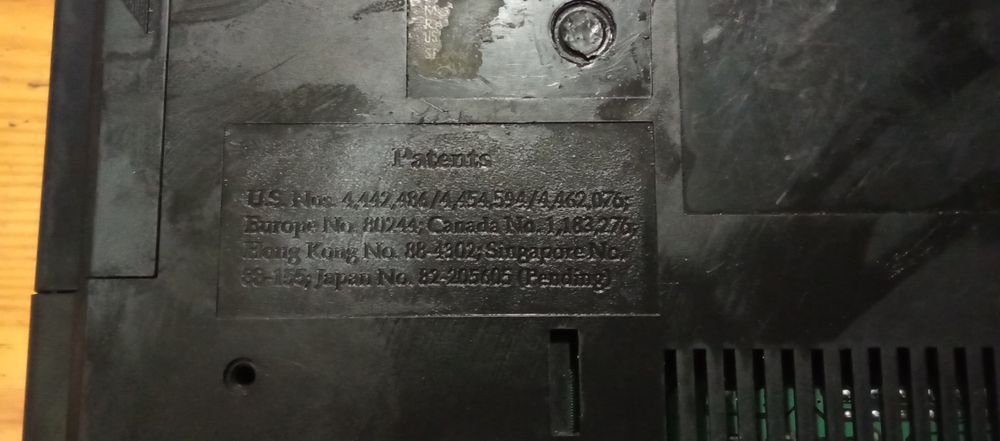 Patents
U.S. Nos. 4,442,486/4,454,594/4,462,076;
Europe No. 80244; Canada No. 1,183,276;
Hong Kong No. 88-4302; Singapore No.
88-155; Japan No. 82-205605 (Pending)